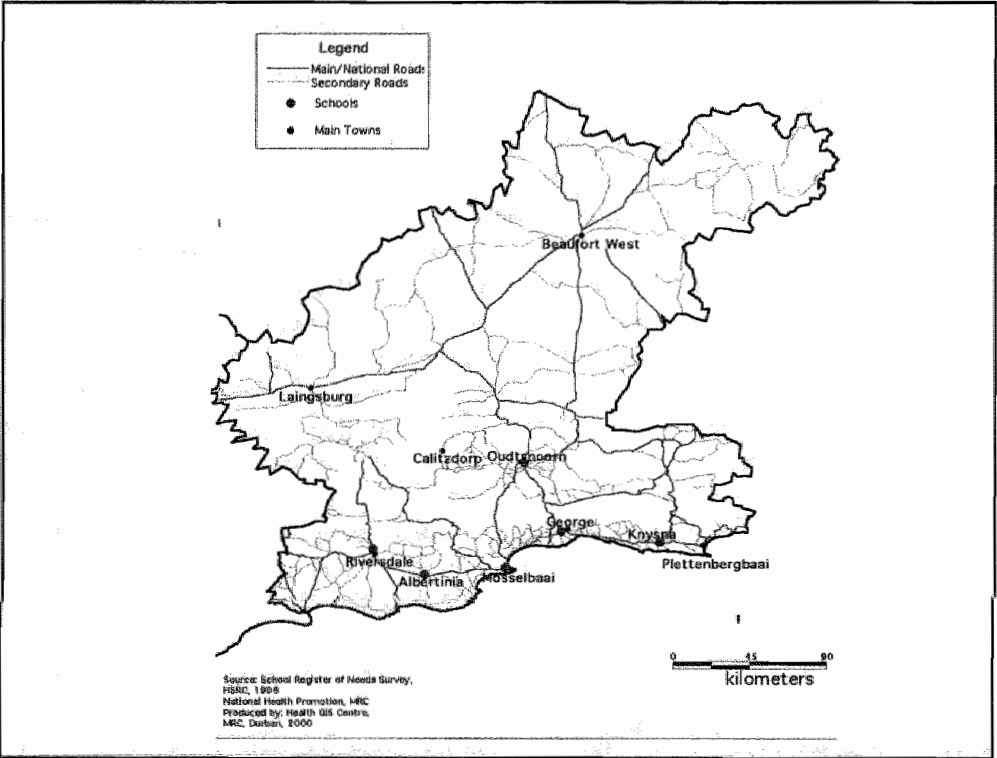 Legend
Main/National Roads
Secondary Roads
Schools
Main Towns
Beaufort West
Laingsburg
Calitzdorp
Oudtshoorn
George
Knysna
Riversdale
Plettenbergbaai
Albertinia
Mosselbaai
0 45 90
kilometers
Source: School Register of Needs Survey,
HSRC, 1996
National Health Promotion, MRC
Produced by: Health GIS Centre,
MRC, Durban, 2000